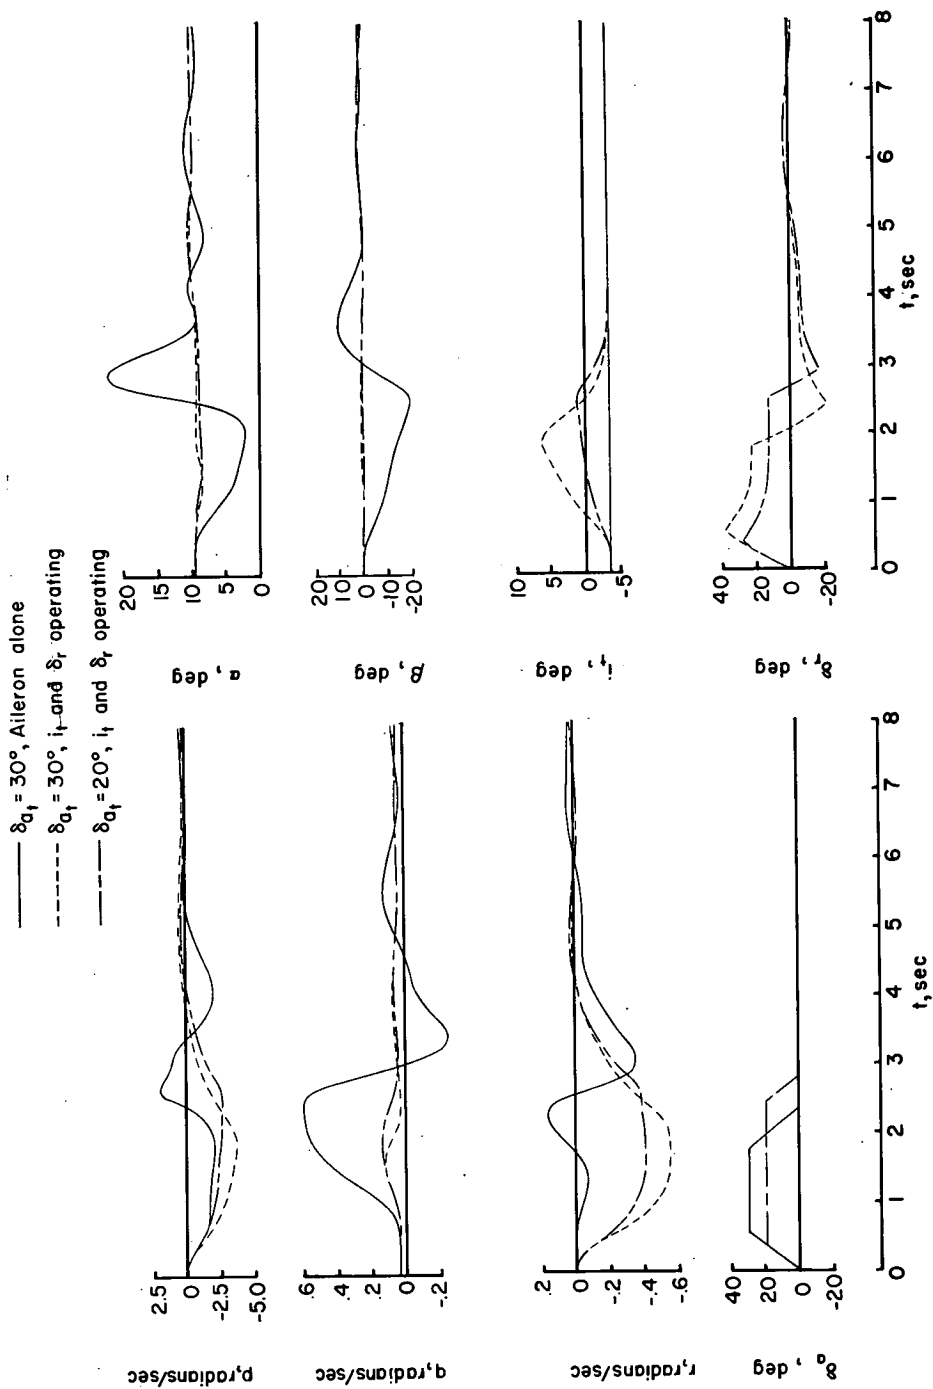 δat = 30°, Aileron alone
δat = 30°, it and δr operating
δat = 20°, it and δr operating
p, radians/sec
2.5
0
-2.5
-5.0
q, radians/sec
.6
.4
.2
0
-.2
r, radians/sec
.2
0
-.2
-.4
-.6
δa, deg
40
20
0
-20
0 1 2 3 4 5 6 7 8
t, sec
α, deg
20
15
10
5
0
β, deg
20
10
0
-10
-20
it, deg
10
5
0
-5
δr, deg
40
20
0
-20
0 1 2 3 4 5 6 7 8
t, sec